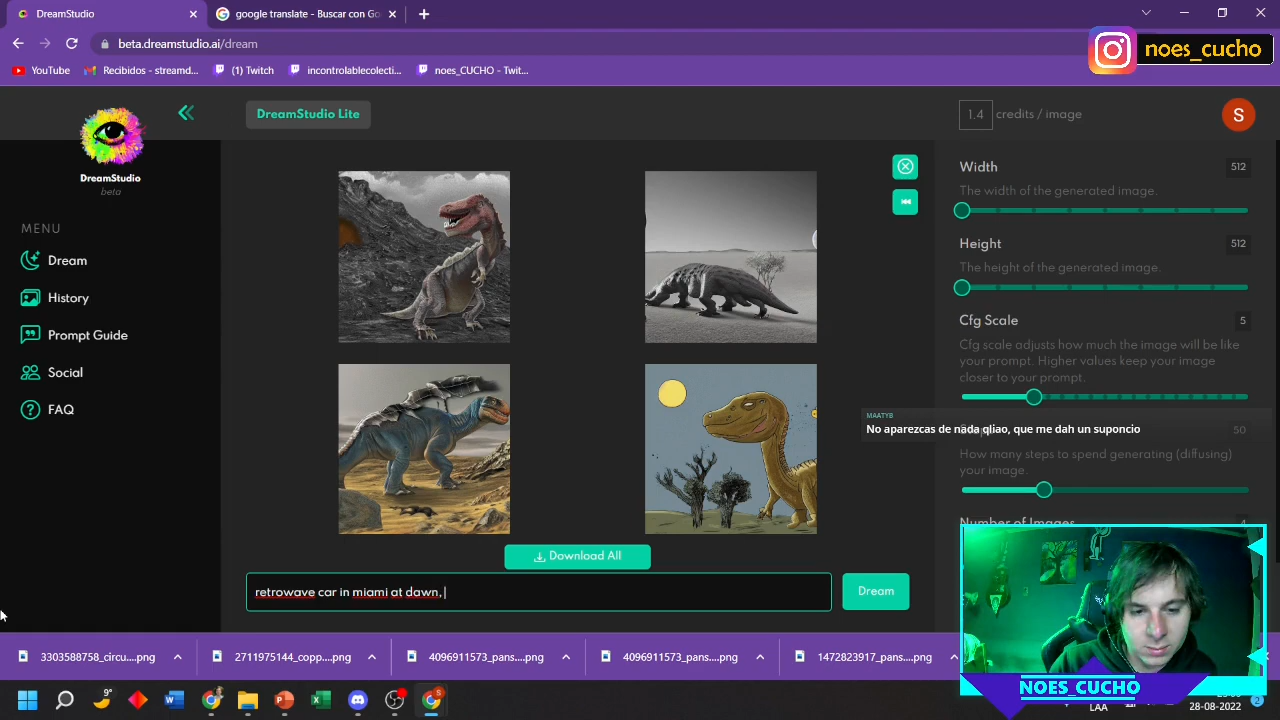 DreamStudio
google translate - Buscar con Go
beta.dreamstudio.ai/dream
noes_cucho
YouTube
Recibidos - streamd...
(1) Twitch
incontrolablecolecti...
noes_CUCHO - Twit...
DreamStudio
beta
DreamStudio Lite
1.4 credits / image
S
MENU
Dream
History
Prompt Guide
Social
FAQ
Width 512
The width of the generated image.
Height 512
The height of the generated image.
Cfg Scale 5
Cfg scale adjusts how much the image will be like
your prompt. Higher values keep your image
closer to your prompt.
MAATYB
No aparezcas de nada qliao, que me dah un suponcio
50
How many steps to spend generating (diffusing)
your image.
Number of Images 4
Download All
retrowave car in miami at dawn,
Dream
3303588758_circu....png
2711975144_copp....png
4096911573_pans....png
4096911573_pans....png
1472823917_pans....png
NOES_CUCHO
9°
LAA
28-08-2022
2